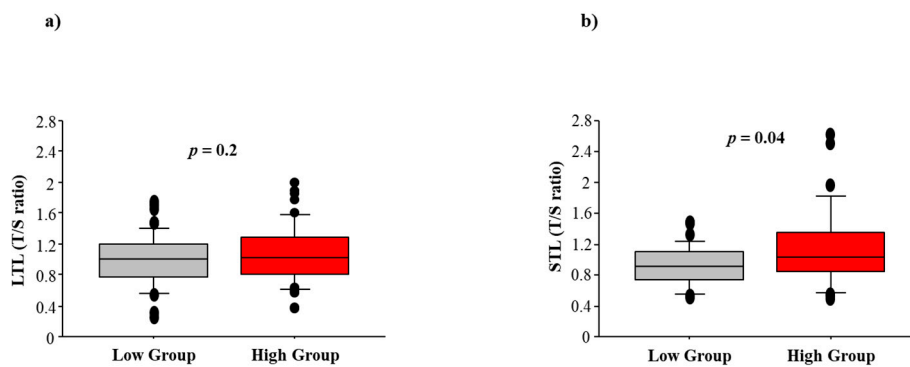 a)
LTL (T/S ratio)
2.8
2.4
2
1.6
1.2
0.8
0.4
0
p = 0.2
Low Group
High Group
b)
STL (T/S ratio)
2.8
2.4
2
1.6
1.2
0.8
0.4
0
p = 0.04
Low Group
High Group